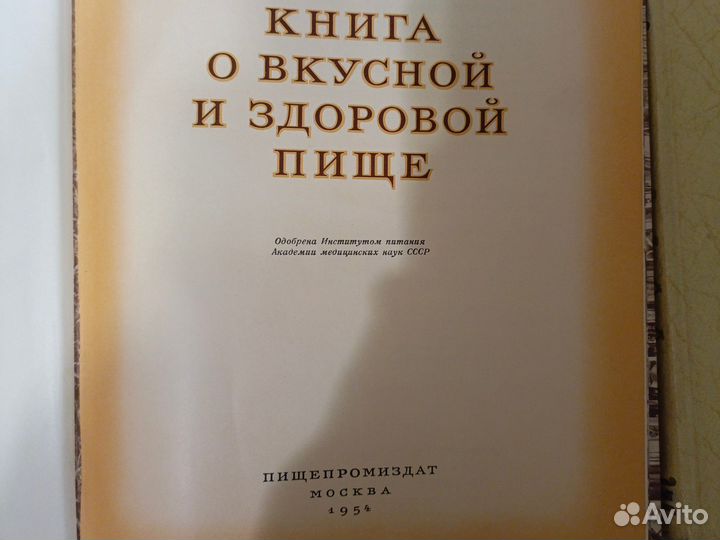 КНИГА
О ВКУСНОЙ
И ЗДОРОВОЙ
ПИЩЕ
Одобрена Институтом питания
Академии медицинских наук СССР
ПИЩЕПРОМИЗДАТ
МОСКВА
1954
Avito